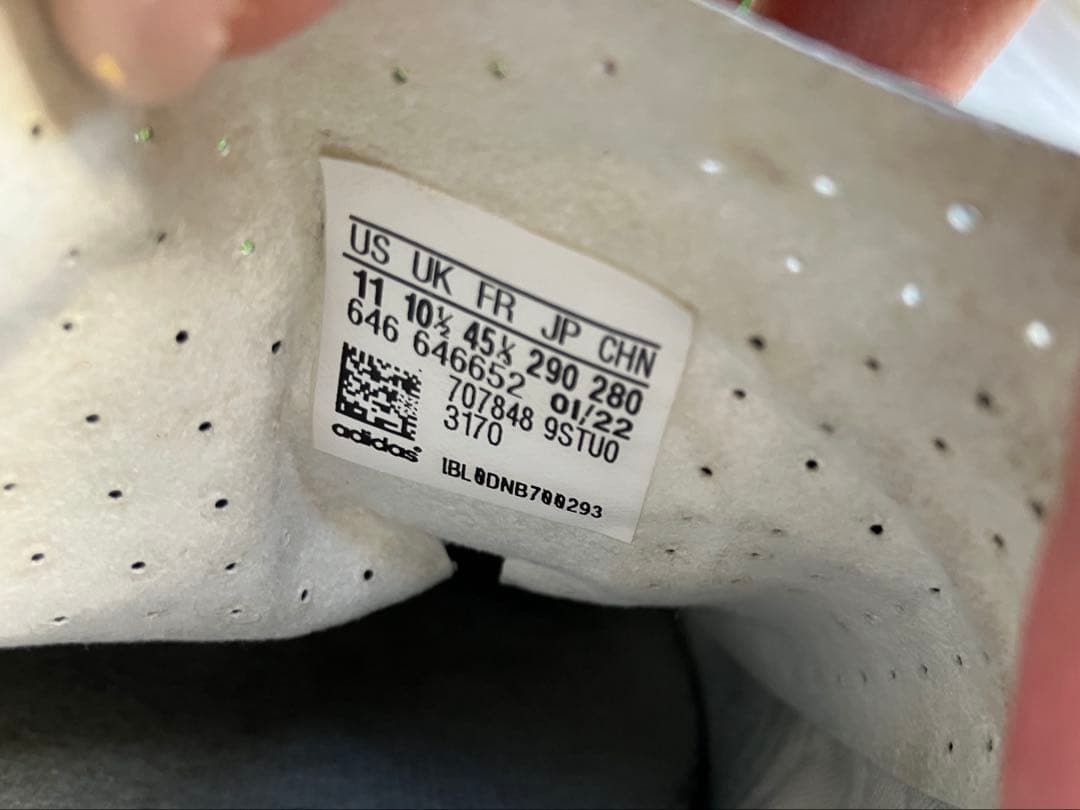 US UK FR JP CHN
11 10½ 45⅓ 290 280
646 646652 01/22
707848 9STU0
3170
adidas®
1BL0DNB700293